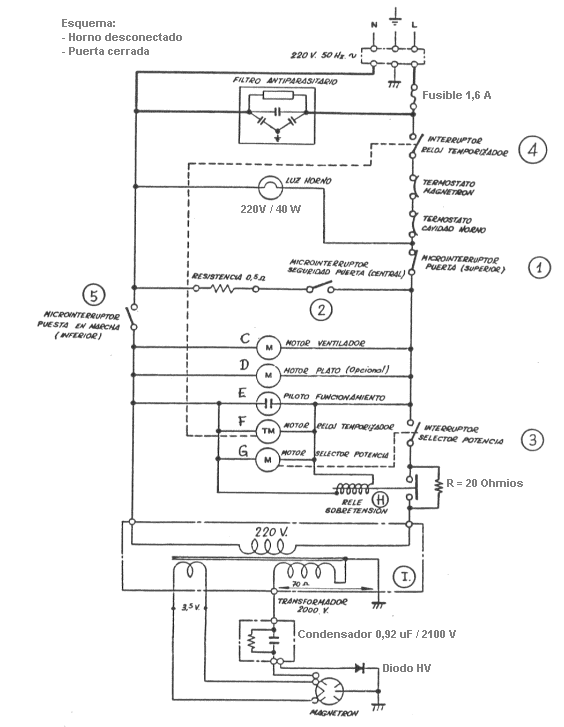 Esquema:
- Horno desconectado
- Puerta cerrada
N
L
220 V. 50 Hz. ~
FILTRO ANTIPARASITARIO
Fusible 1,6 A
INTERRUPTOR
RELOJ TEMPORIZADOR
4
TERMOSTATO
MAGNETRON
LUZ HORNO
220V / 40 W
TERMOSTATO
CAVIDAD HORNO
MICROINTERRUPTOR
PUERTA (SUPERIOR)
1
MICROINTERRUPTOR
SEGURIDAD PUERTA (CENTRAL)
RESISTENCIA 0,5 Ω
2
5
MICROINTERRUPTOR
PUESTA EN MARCHA
(INFERIOR)
C
M
MOTOR VENTILADOR
D
M
MOTOR PLATO (Opcional)
E
PILOTO FUNCIONAMIENTO
F
TM
MOTOR RELOJ TEMPORIZADOR
INTERRUPTOR
SELECTOR POTENCIA
3
G
M
MOTOR SELECTOR POTENCIA
H
RELE
SOBRETENSIÓN
R = 20 Ohmios
220 V.
70 Ω
T.
3,5 V.
TRANSFORMADOR
2000 V.
Condensador 0,92 uF / 2100 V
Diodo HV
MAGNETRON